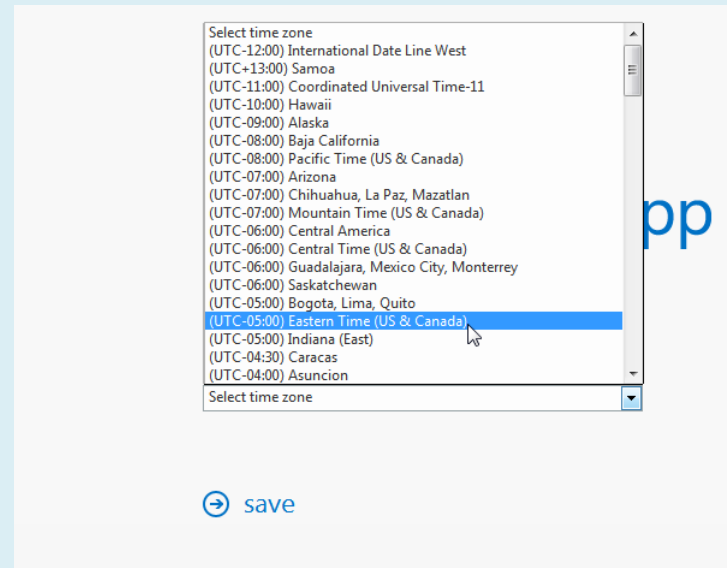 Select time zone
(UTC-12:00) International Date Line West
(UTC+13:00) Samoa
(UTC-11:00) Coordinated Universal Time-11
(UTC-10:00) Hawaii
(UTC-09:00) Alaska
(UTC-08:00) Baja California
(UTC-08:00) Pacific Time (US & Canada)
(UTC-07:00) Arizona
(UTC-07:00) Chihuahua, La Paz, Mazatlan
(UTC-07:00) Mountain Time (US & Canada)
(UTC-06:00) Central America
pp
(UTC-06:00) Central Time (US & Canada)
(UTC-06:00) Guadalajara, Mexico City, Monterrey
(UTC-06:00) Saskatchewan
(UTC-05:00) Bogota, Lima, Quito
(UTC-05:00) Eastern Time (US & Canada)
(UTC-05:00) Indiana (East)
(UTC-04:30) Caracas
(UTC-04:00) Asuncion
Select time zone
save